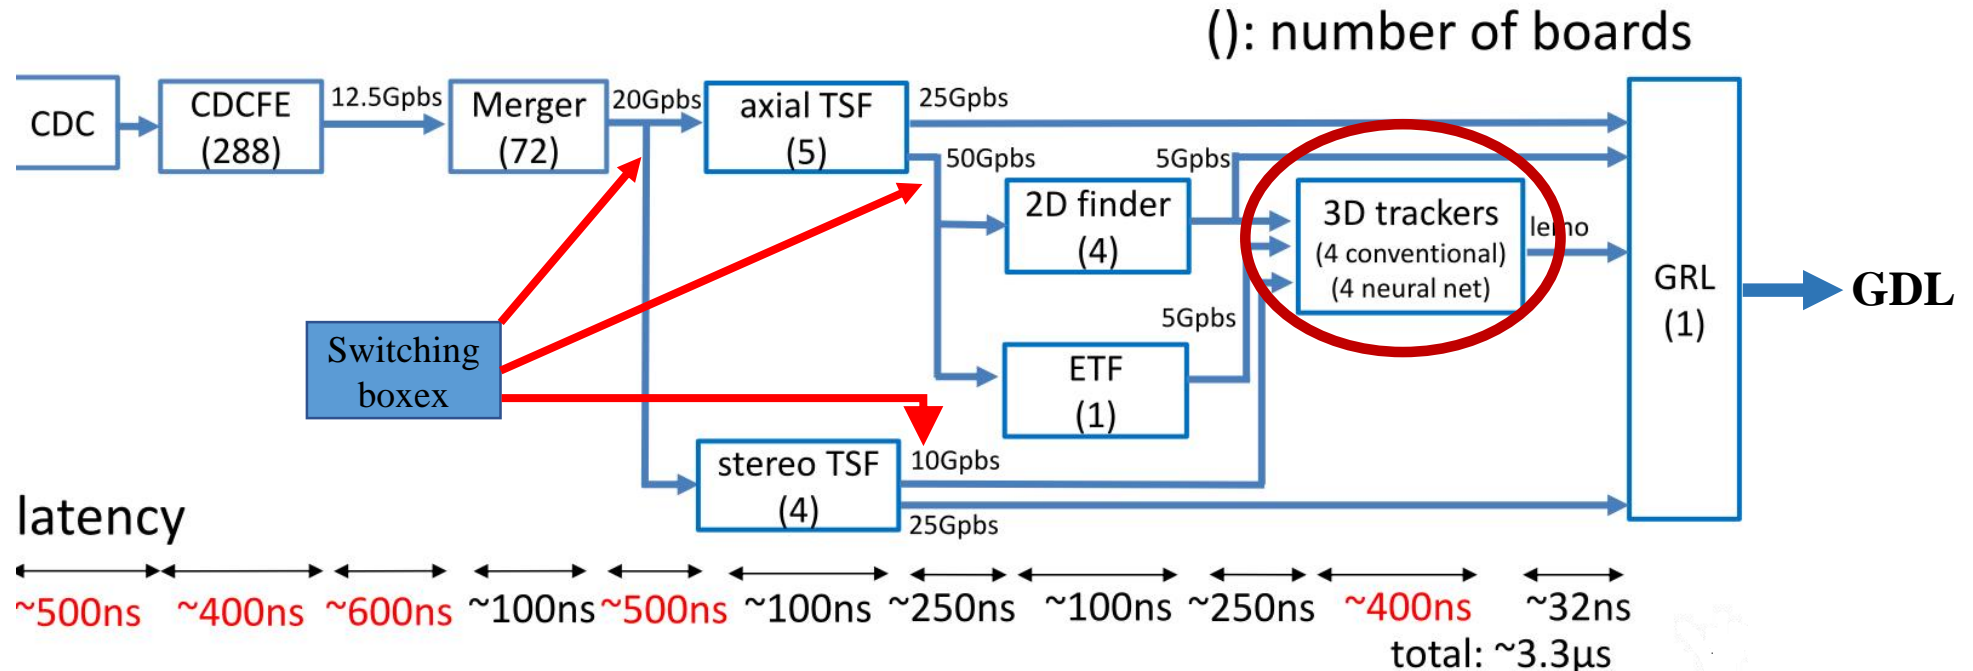 (): number of boards
CDC
CDCFE
(288)
12.5Gpbs
Merger
(72)
20Gpbs
axial TSF
(5)
25Gpbs
50Gpbs
2D finder
(4)
5Gpbs
3D trackers
(4 conventional)
(4 neural net)
lemo
GRL
(1)
GDL
Switching
boxex
5Gpbs
ETF
(1)
stereo TSF
(4)
10Gpbs
25Gpbs
latency
~500ns ~400ns ~600ns ~100ns ~500ns ~100ns ~250ns ~100ns ~250ns ~400ns ~32ns
total: ~3.3µs